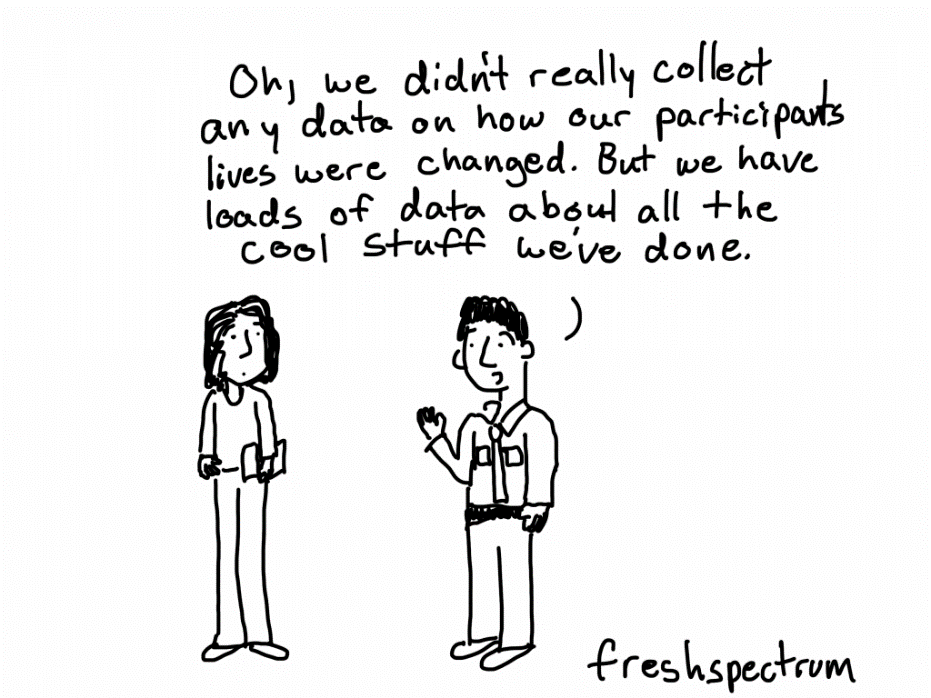 Oh, we didn't really collect
any data on how our participants
lives were changed. But we have
loads of data about all the
cool stuff we've done.
freshspectrum